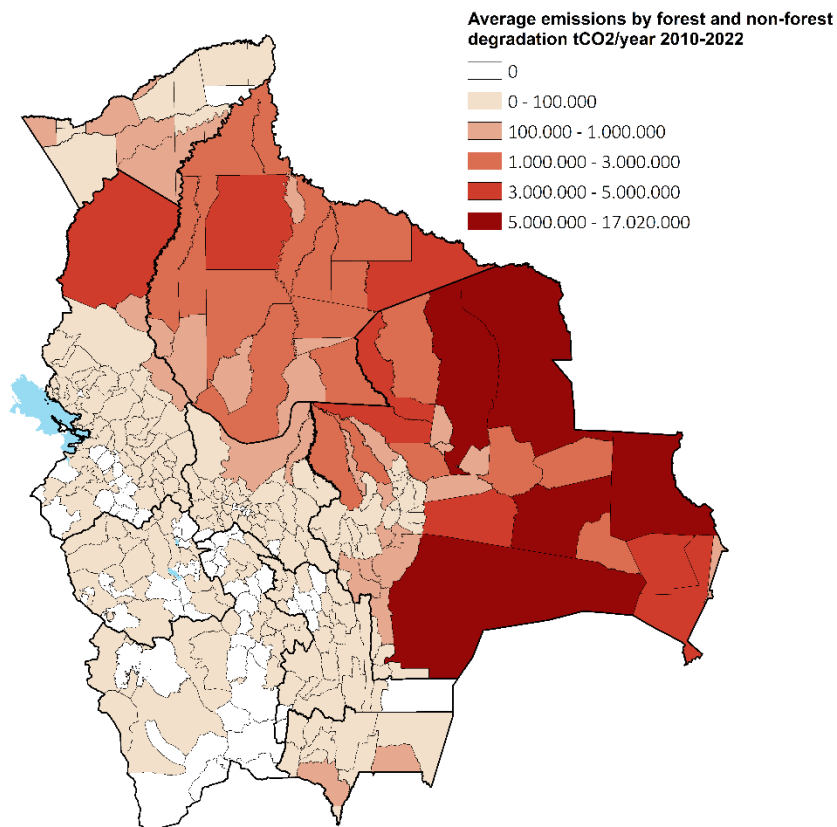 Average emissions by forest and non-forest
degradation tCO2/year 2010-2022
0
0 - 100.000
100.000 - 1.000.000
1.000.000 - 3.000.000
3.000.000 - 5.000.000
5.000.000 - 17.020.000